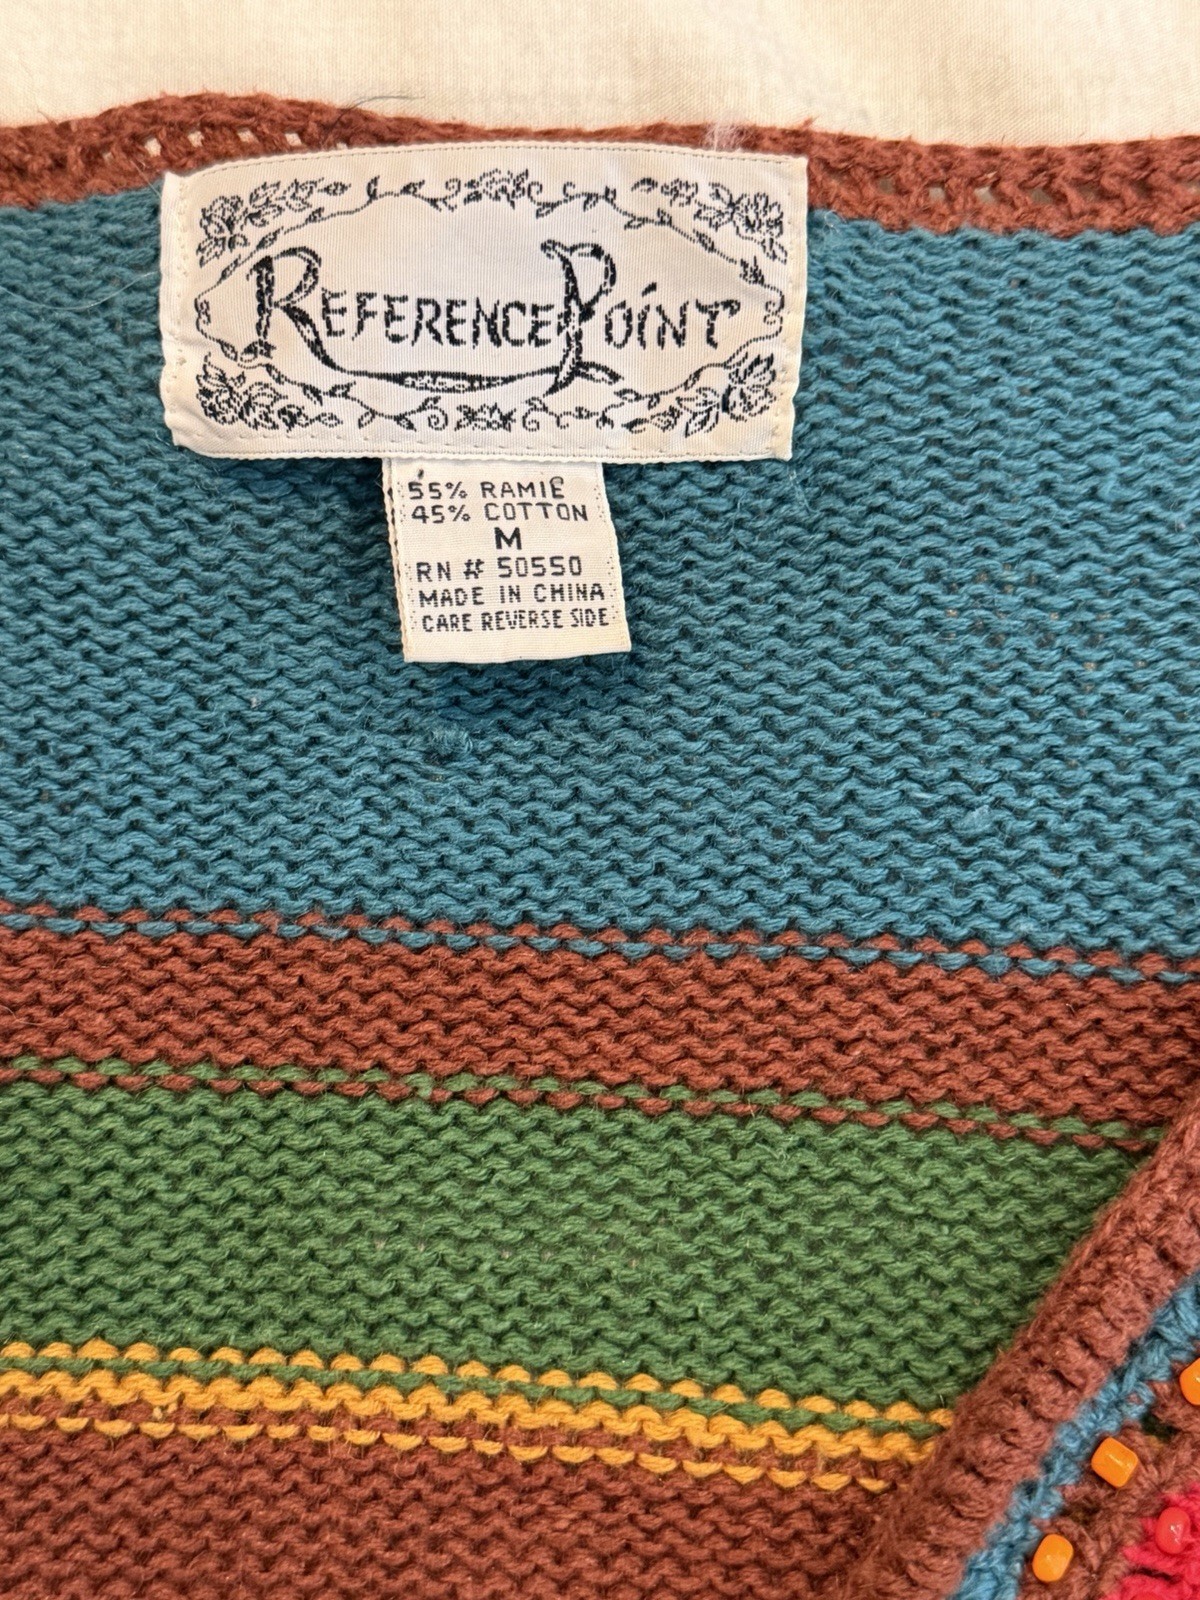 REFERENCE POINT
55% RAMIE
45% COTTON
M
RN # 50550
MADE IN CHINA
CARE REVERSE SIDE